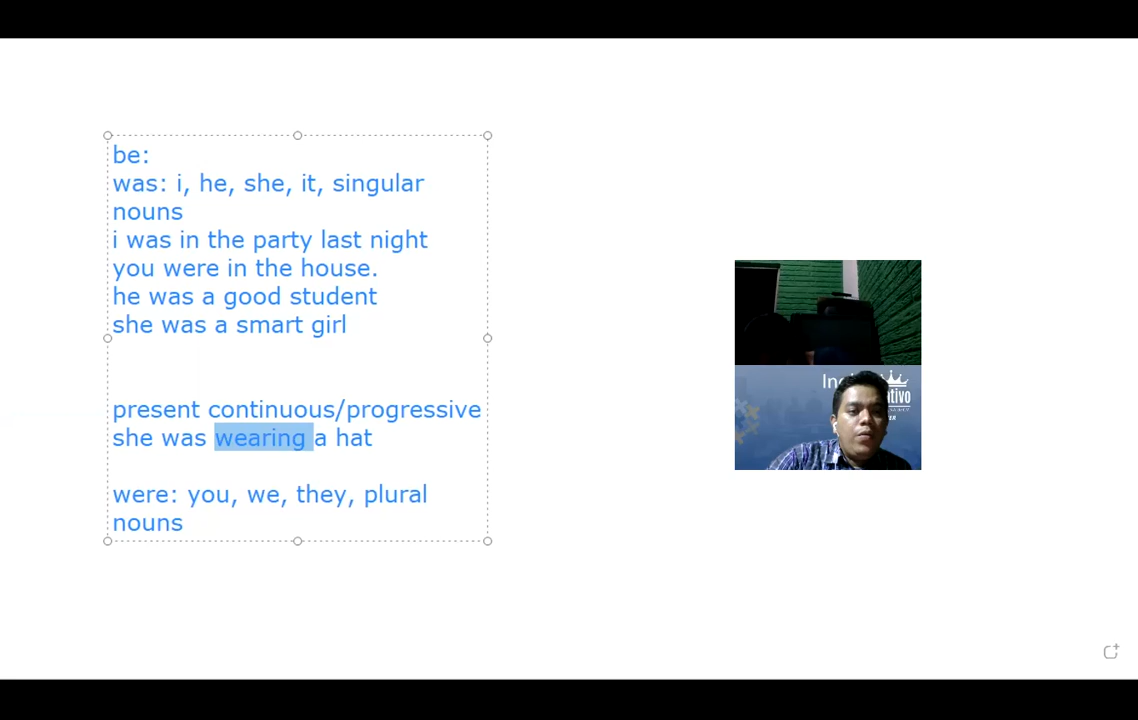 be:
was: i, he, she, it, singular
nouns
i was in the party last night
you were in the house.
he was a good student
she was a smart girl
present continuous/progressive
she was wearing a hat
were: you, we, they, plural
nouns